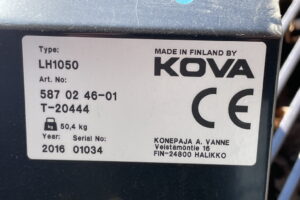 Type:
LH1050
Art. No:
587 02 46-01
T-20444
50,4 kg
Year: Serial No:
2016 01034
MADE IN FINLAND BY
KOVA
CE
KONEPAJA A. VANNE
Veistämöntie 16
FIN-24800 HALIKKO